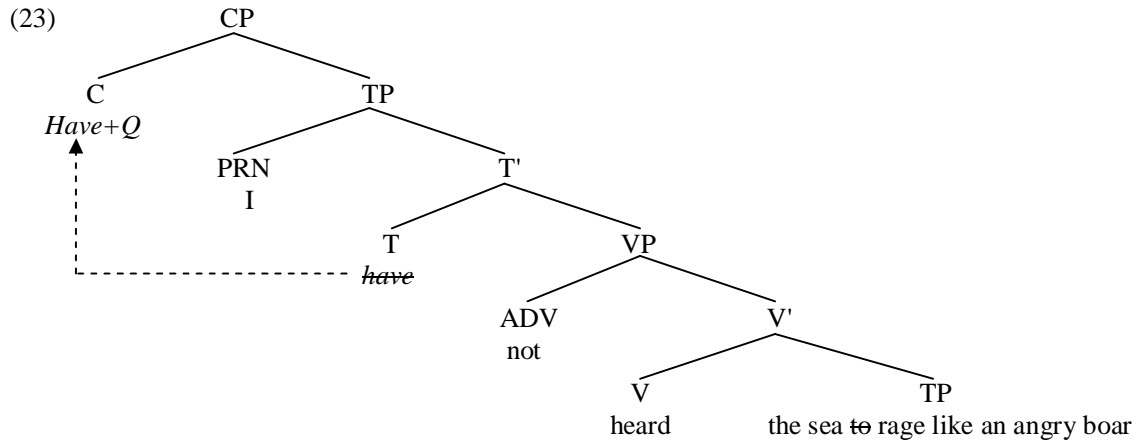 (23) CP
C TP
Have+Q
PRN T'
I
T VP
have
ADV V'
not
V TP
heard the sea to rage like an angry boar